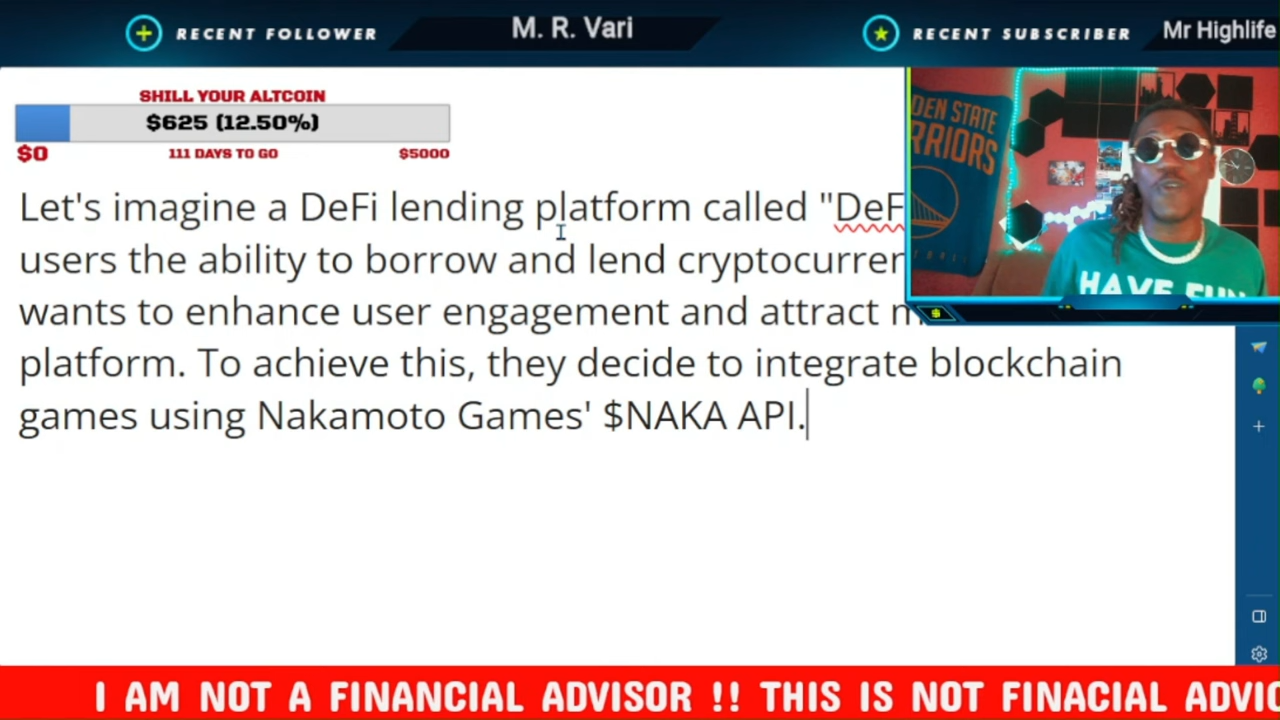 RECENT FOLLOWER
M. R. Vari
RECENT SUBSCRIBER
Mr Highlife
SHILL YOUR ALTCOIN
$625 (12.50%)
$0
111 DAYS TO GO
$5000
Let's imagine a DeFi lending platform called "DeF
users the ability to borrow and lend cryptocurren
wants to enhance user engagement and attract m
platform. To achieve this, they decide to integrate blockchain
games using Nakamoto Games' $NAKA API.
DEN STATE
RRIORS
HAVE FUN
I AM NOT A FINANCIAL ADVISOR !! THIS IS NOT FINACIAL ADVIC